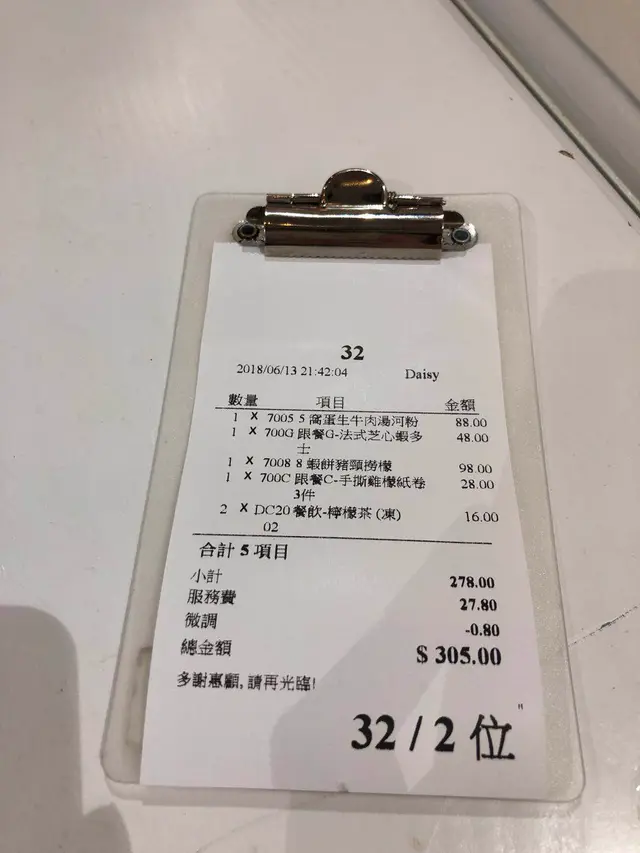 32
2018/06/13 21:42:04 Daisy
數量 項目 金額
1 X 7005 5 窩蛋生牛肉湯河粉 88.00
1 X 700G 跟餐G-法式芝心蝦多 48.00
士
1 X 7008 8 蝦餅豬頸撈檬 98.00
1 X 700C 跟餐C-手撕雞檬紙卷 28.00
3件
2 X DC20 餐飲-檸檬茶 (凍) 16.00
02
合計 5 項目
小計 278.00
服務費 27.80
微調 -0.80
總金額 $ 305.00
多謝惠顧, 請再光臨!
32 / 2 位"